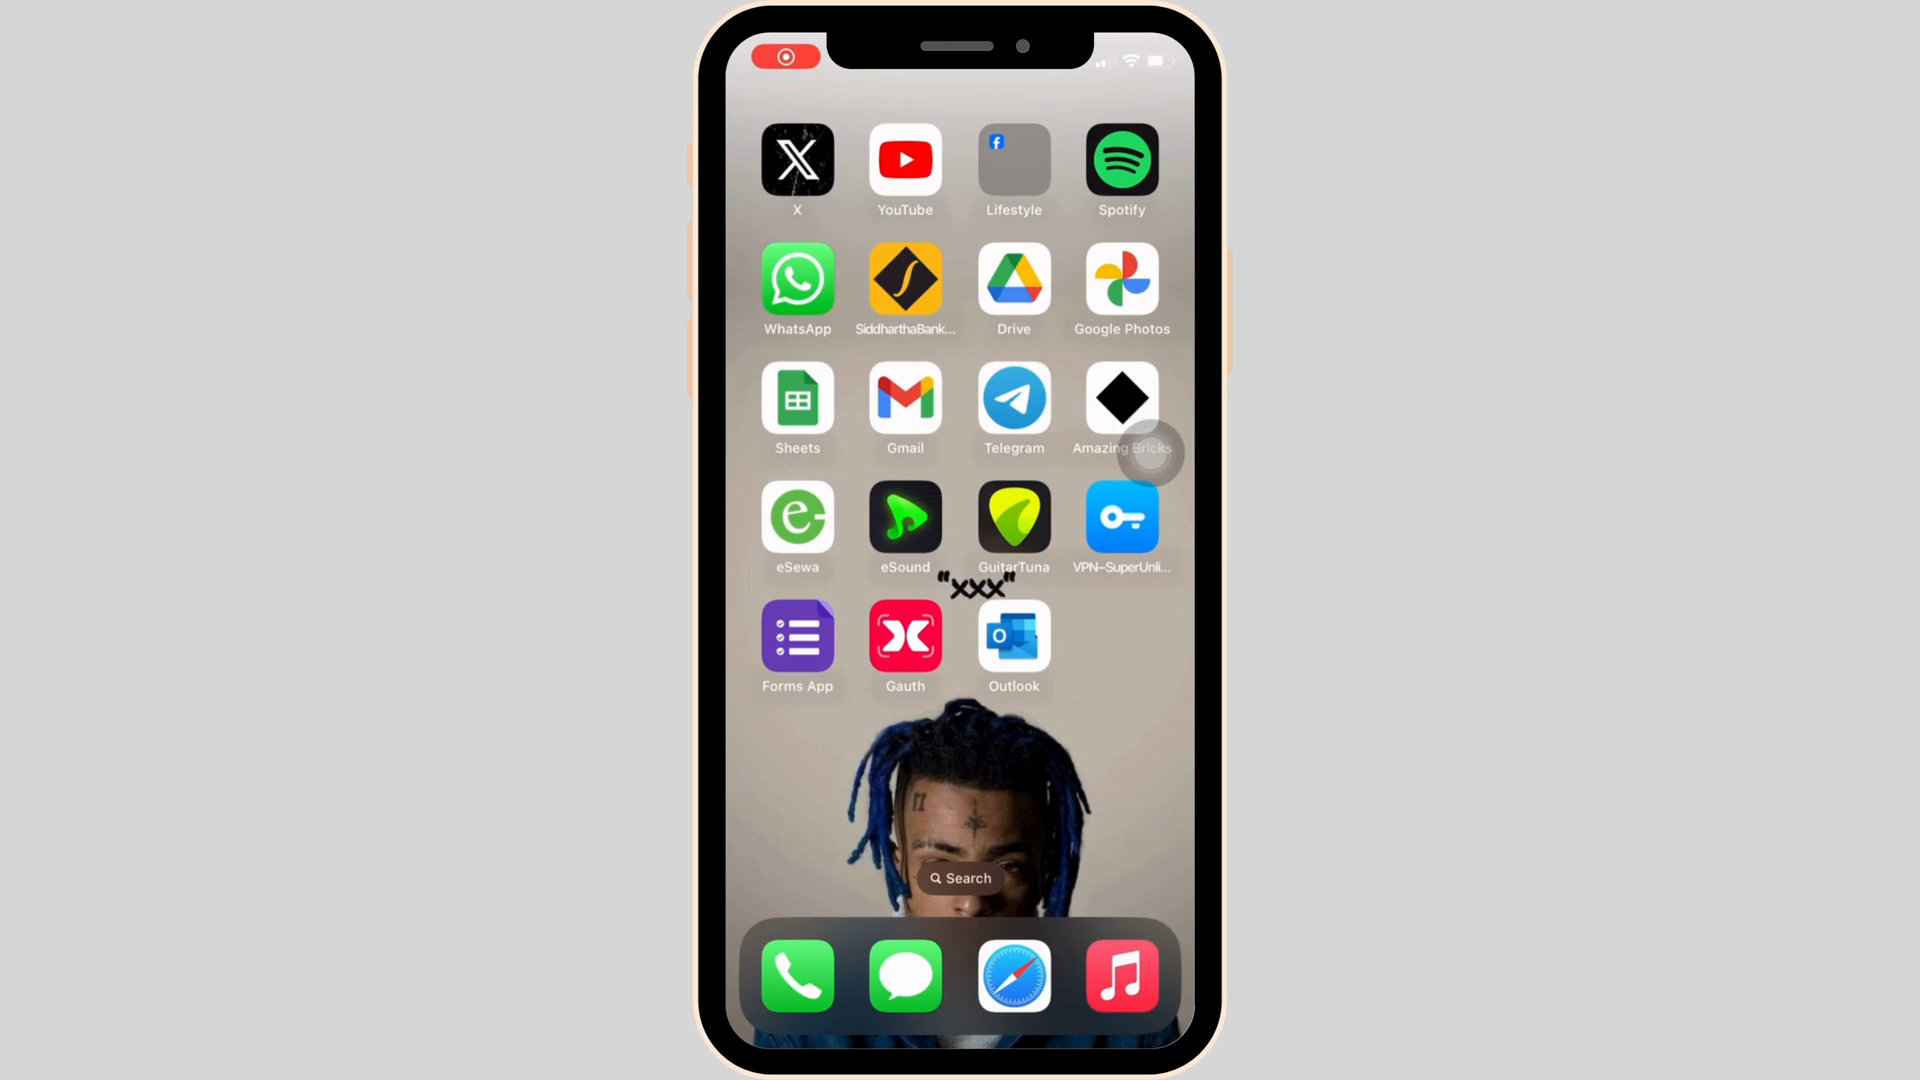 X YouTube Lifestyle Spotify
WhatsApp SiddharthaBank... Drive Google Photos
Sheets Gmail Telegram Amazing Bricks
eSewa eSound GuitarTuna VPN–SuperUnli...
"xxx"
Forms App Gauth Outlook
Search